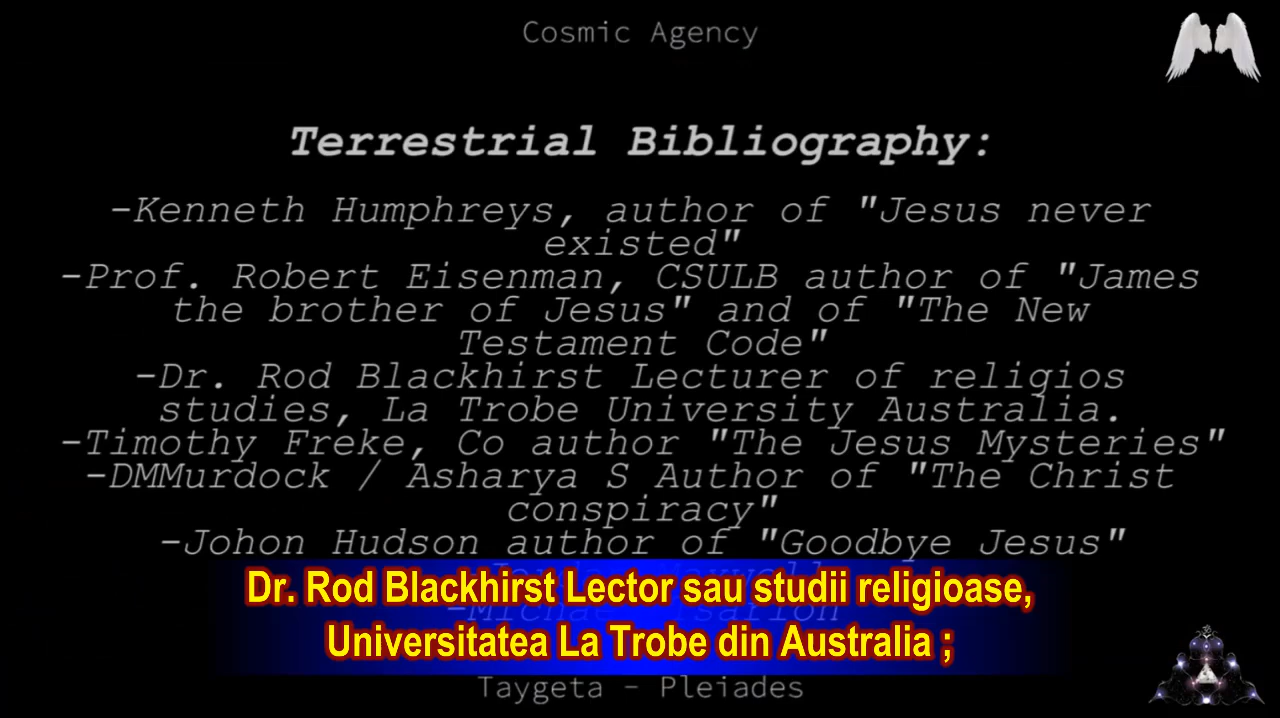 Cosmic Agency
Terrestrial Bibliography:
-Kenneth Humphreys, author of "Jesus never
existed"
-Prof. Robert Eisenman, CSULB author of "James
the brother of Jesus" and of "The New
Testament Code"
-Dr. Rod Blackhirst Lecturer of religios
studies, La Trobe University Australia.
-Timothy Freke, Co author "The Jesus Mysteries"
-DMMurdock / Asharya S Author of "The Christ
conspiracy"
-Johon Hudson author of "Goodbye Jesus"
Dr. Rod Blackhirst Lector sau studii religioase,
Universitatea La Trobe din Australia ;
Taygeta - Pleiades